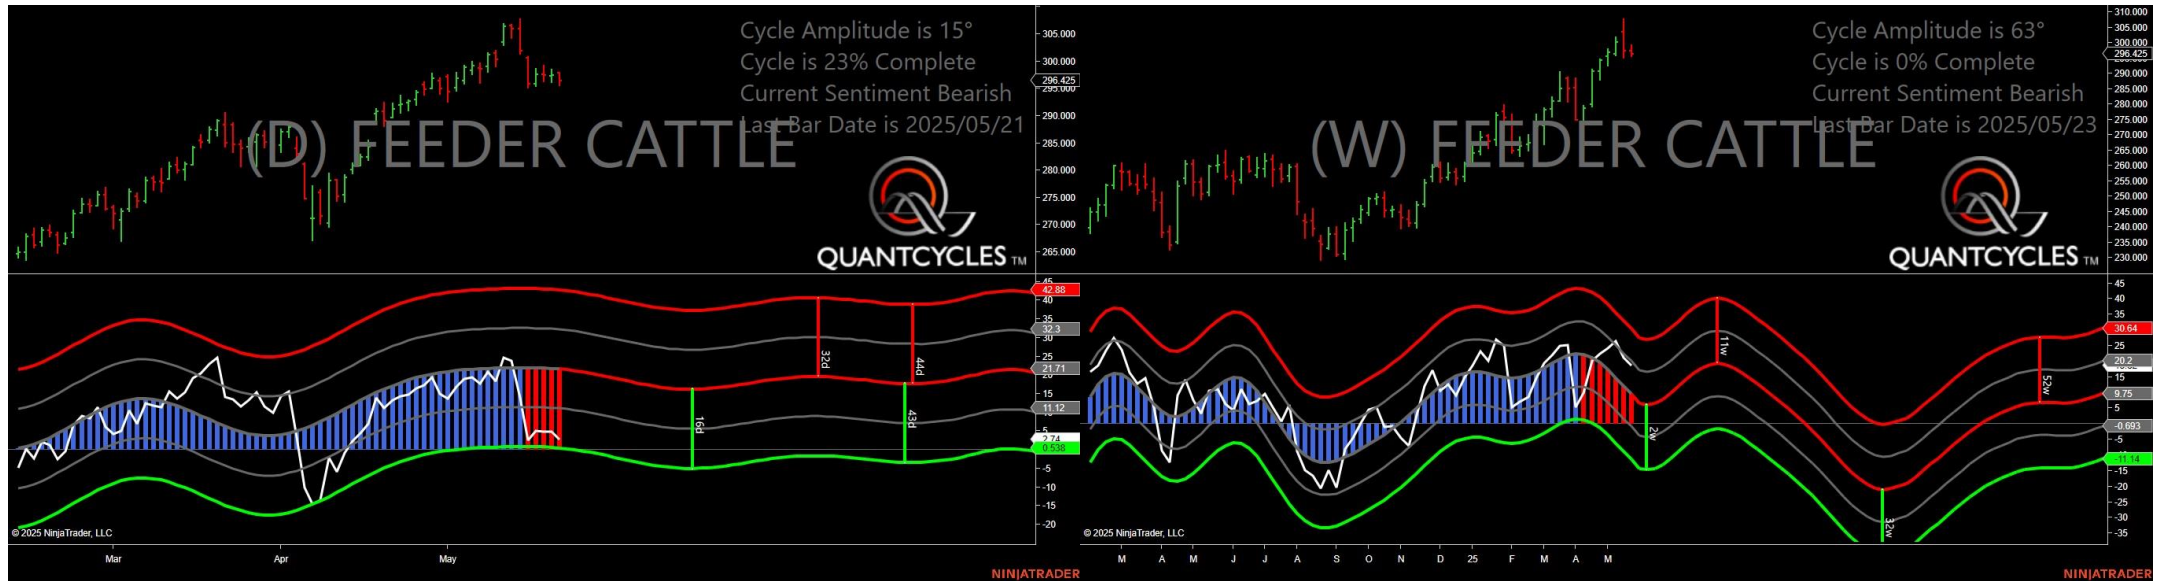 Cycle Amplitude is 15°
Cycle is 23% Complete
Current Sentiment Bearish
Last Bar Date is 2025/05/21
(D) FEEDER CATTLE
QUANTCYCLES TM
305.000
300.000
296.425
295.000
290.000
285.000
280.000
275.000
270.000
265.000
45
42.88
40
35
32.3
30
25
21.71
20
15
11.12
5
2.74
0.538
-5
-10
-15
-20
16d
32d
43d
44d
© 2025 NinjaTrader, LLC
Mar Apr May
NINJATRADER
Cycle Amplitude is 63°
Cycle is 0% Complete
Current Sentiment Bearish
Last Bar Date is 2025/05/23
(W) FEEDER CATTLE
QUANTCYCLES TM
310.000
305.000
300.000
296.425
290.000
285.000
280.000
275.000
270.000
265.000
260.000
255.000
250.000
245.000
240.000
235.000
230.000
45
40
35
30.64
25
20.2
15
9.75
5
-0.693
-5
-11.14
-15
-20
-25
-30
-35
2w
11w
32w
52w
© 2025 NinjaTrader, LLC
M A M J J A S O N D 25 F M A M
NINJATRADER